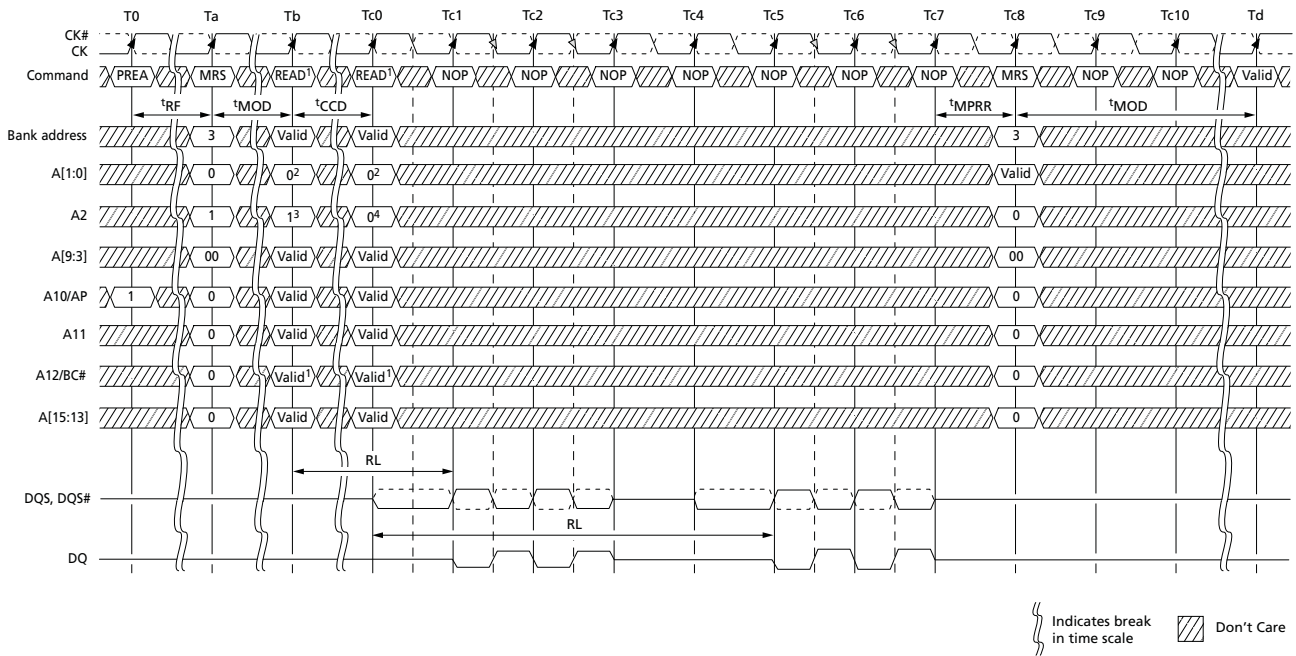 T0 Ta Tb Tc0 Tc1 Tc2 Tc3 Tc4 Tc5 Tc6 Tc7 Tc8 Tc9 Tc10 Td
CK#
CK
Command PREA MRS READ1 READ1 NOP NOP NOP NOP NOP NOP NOP MRS NOP NOP Valid
tRF tMOD tCCD tMPRR tMOD
Bank address 3 Valid Valid 3
A[1:0] 0 02 02 Valid
A2 1 13 04 0
A[9:3] 00 Valid Valid 00
A10/AP 1 0 Valid Valid 0
A11 0 Valid Valid 0
A12/BC# 0 Valid1 Valid1 0
A[15:13] 0 Valid Valid 0
RL
DQS, DQS#
RL
DQ
Indicates break
in time scale
Don't Care